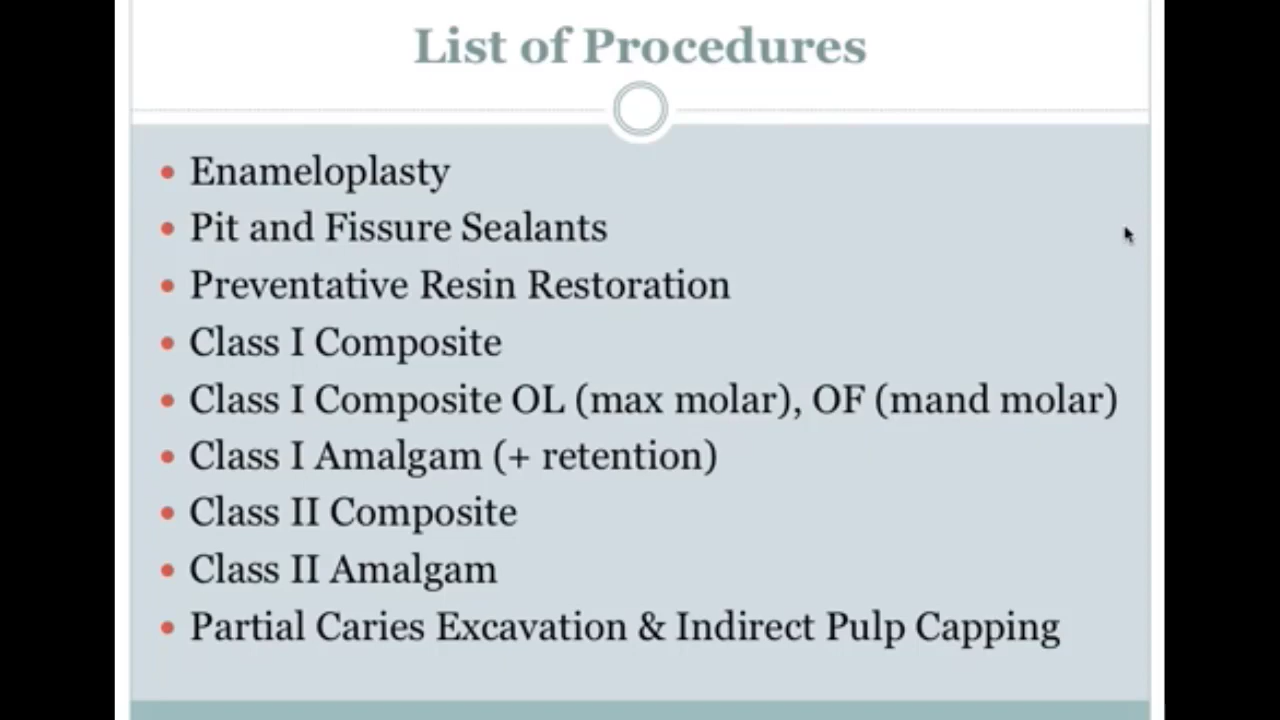 List of Procedures
Enameloplasty
Pit and Fissure Sealants
Preventative Resin Restoration
Class I Composite
Class I Composite OL (max molar), OF (mand molar)
Class I Amalgam (+ retention)
Class II Composite
Class II Amalgam
Partial Caries Excavation & Indirect Pulp Capping